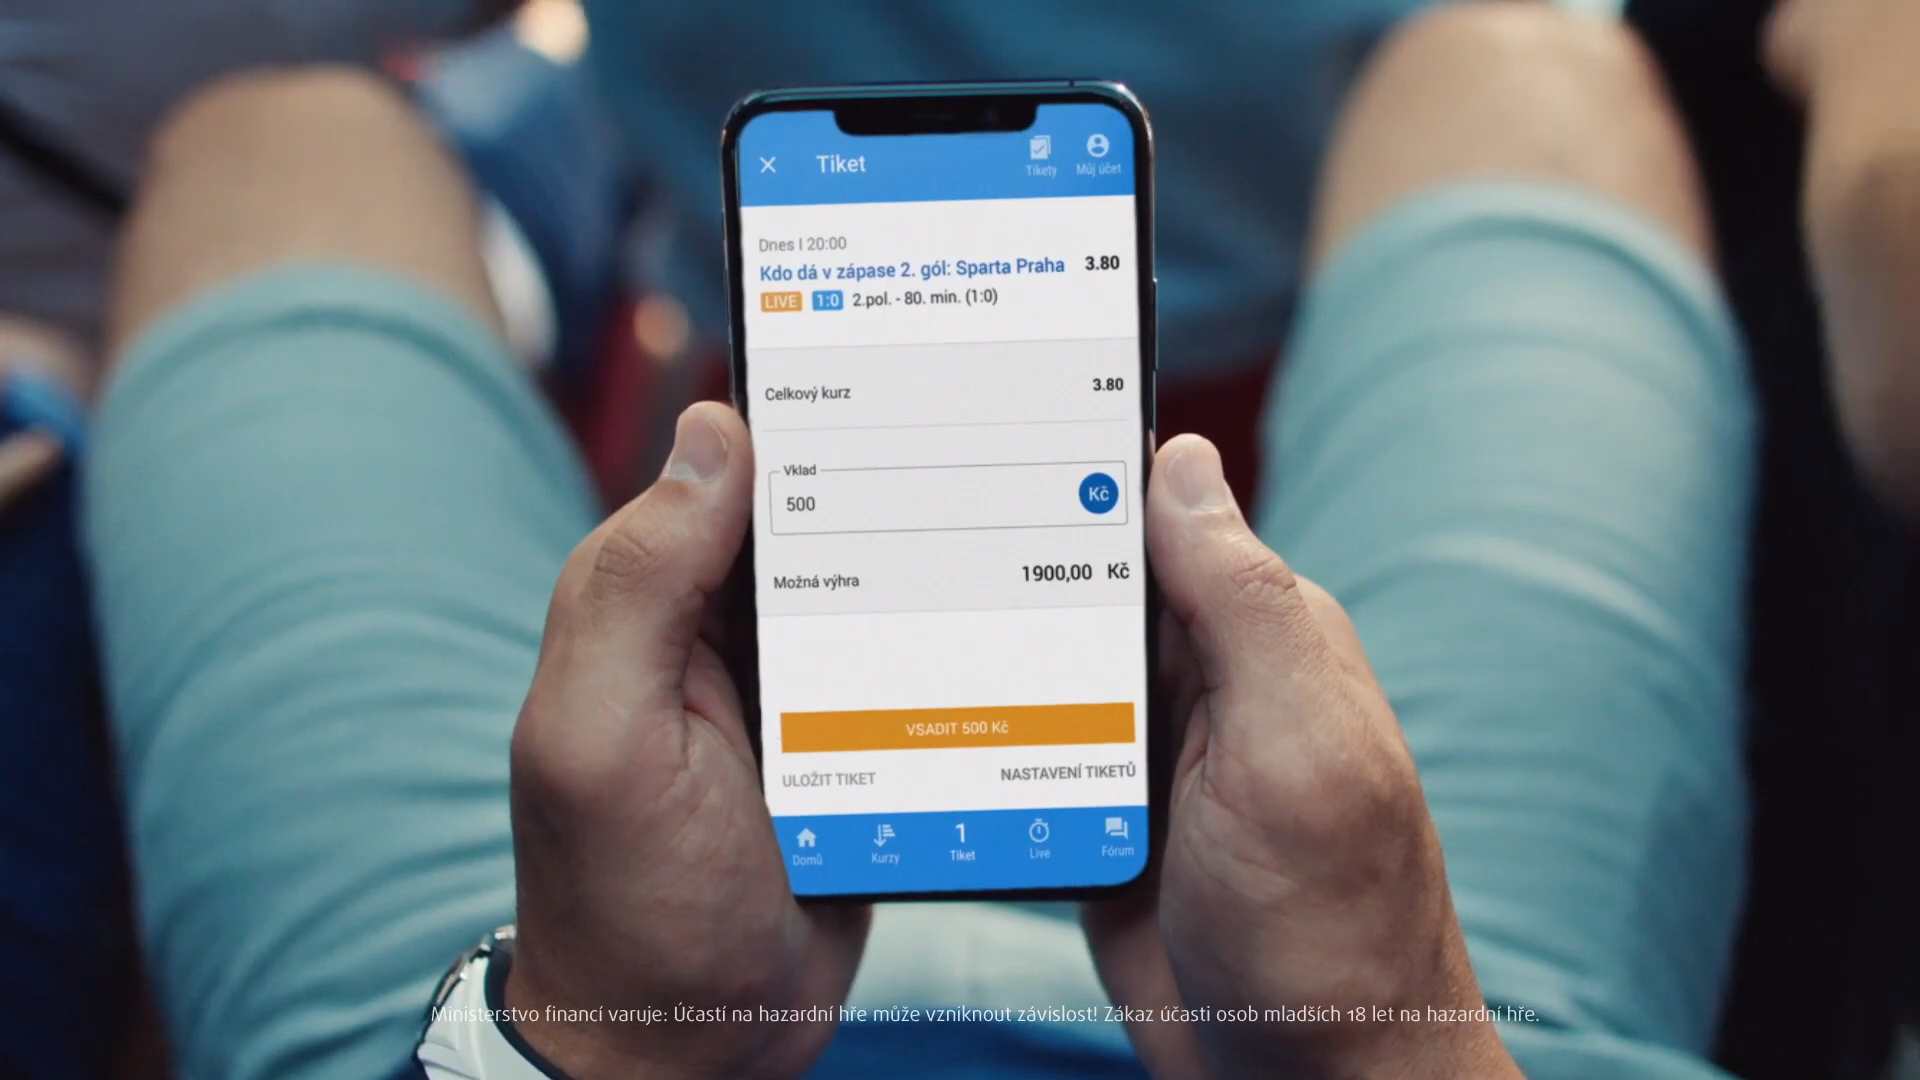 Tiket
Tikety
Můj účet
Dnes I 20:00
Kdo dá v zápase 2. gól: Sparta Praha 3.80
LIVE 1:0 2.pol. - 80. min. (1:0)
Celkový kurz 3.80
Vklad
500 Kč
Možná výhra 1900,00 Kč
VSADIT 500 Kč
ULOŽIT TIKET NASTAVENÍ TIKETŮ
1
Domů Kurzy Tiket Live Fórum
Ministerstvo financí varuje: Účastí na hazardní hře může vzniknout závislost! Zákaz účasti osob mladších 18 let na hazardní hře.